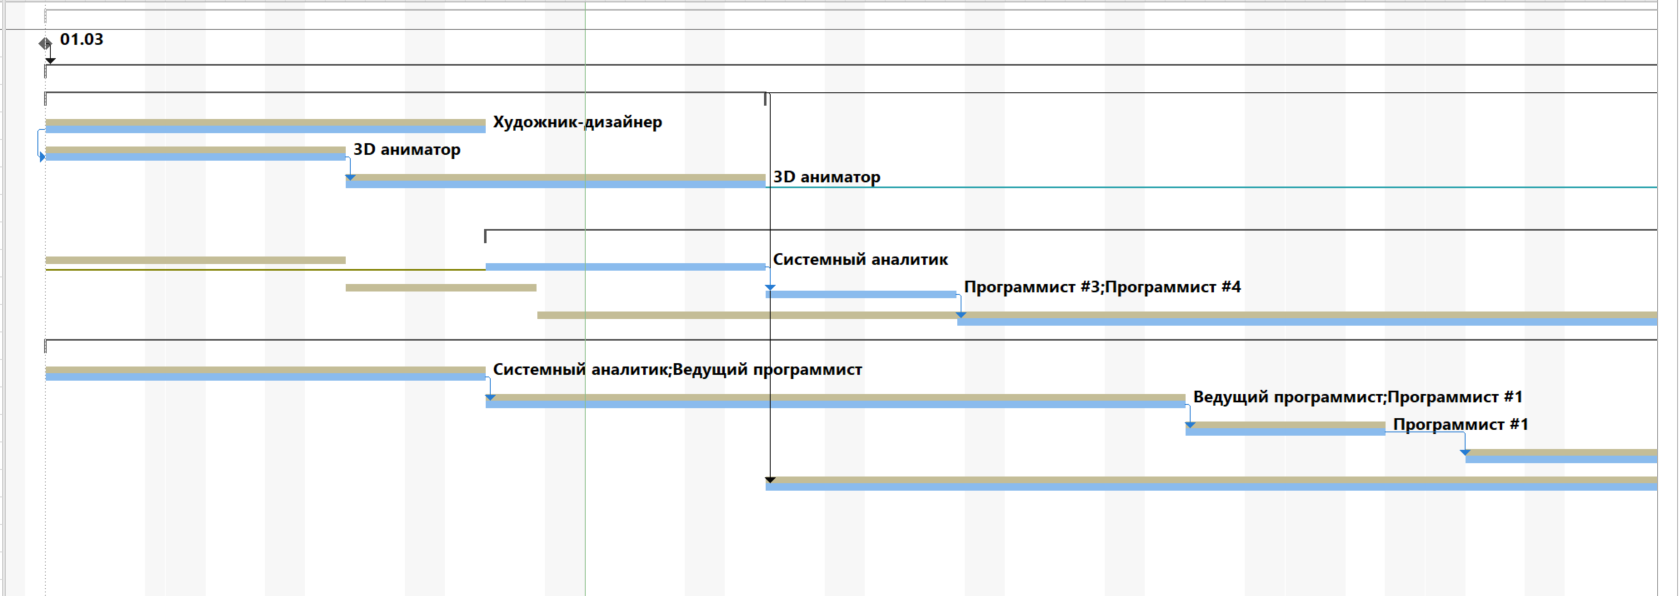 01.03
Художник-дизайнер
3D аниматор
3D аниматор
Системный аналитик
Программист #3;Программист #4
Системный аналитик;Ведущий программист
Ведущий программист;Программист #1
Программист #1